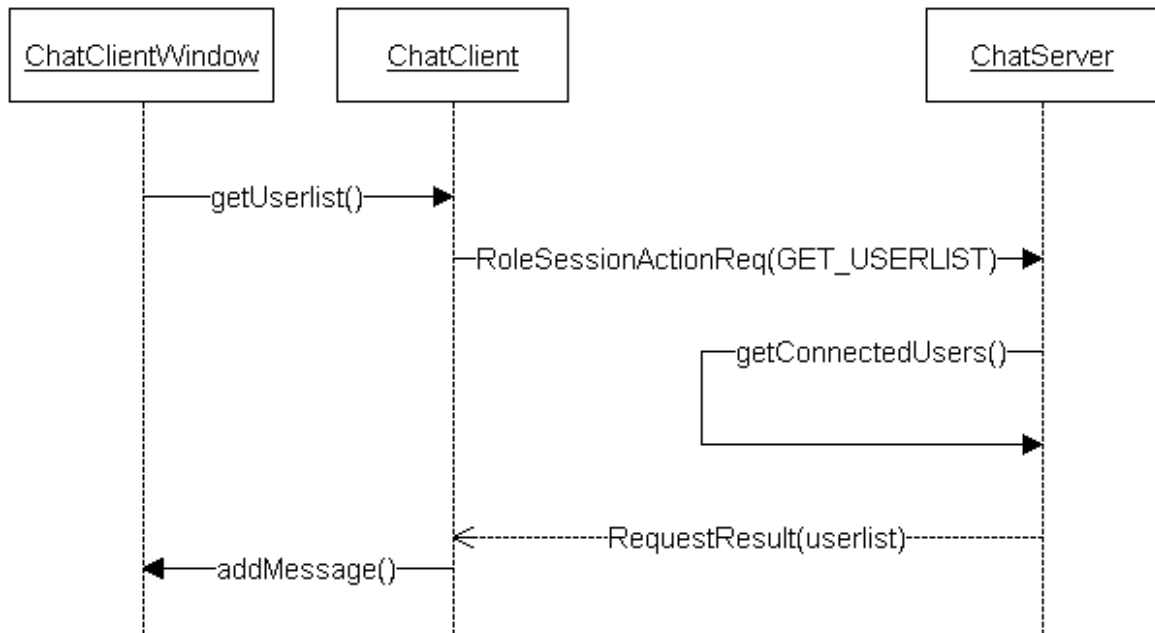 ChatClientWindow
ChatClient
ChatServer
getUserlist()
RoleSessionActionReq(GET_USERLIST)
getConnectedUsers()
RequestResult(userlist)
addMessage()